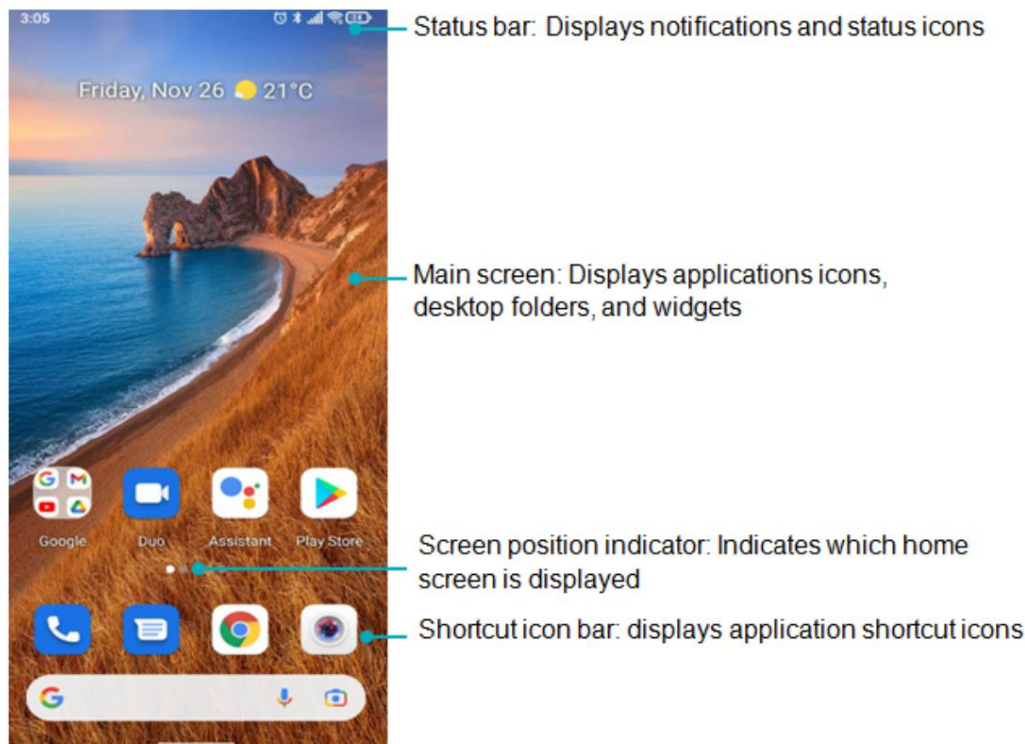 3:05
Status bar: Displays notifications and status icons
Friday, Nov 26 21°C
Main screen: Displays applications icons,
desktop folders, and widgets
Google Duo Assistant Play Store
Screen position indicator: Indicates which home
screen is displayed
Shortcut icon bar: displays application shortcut icons